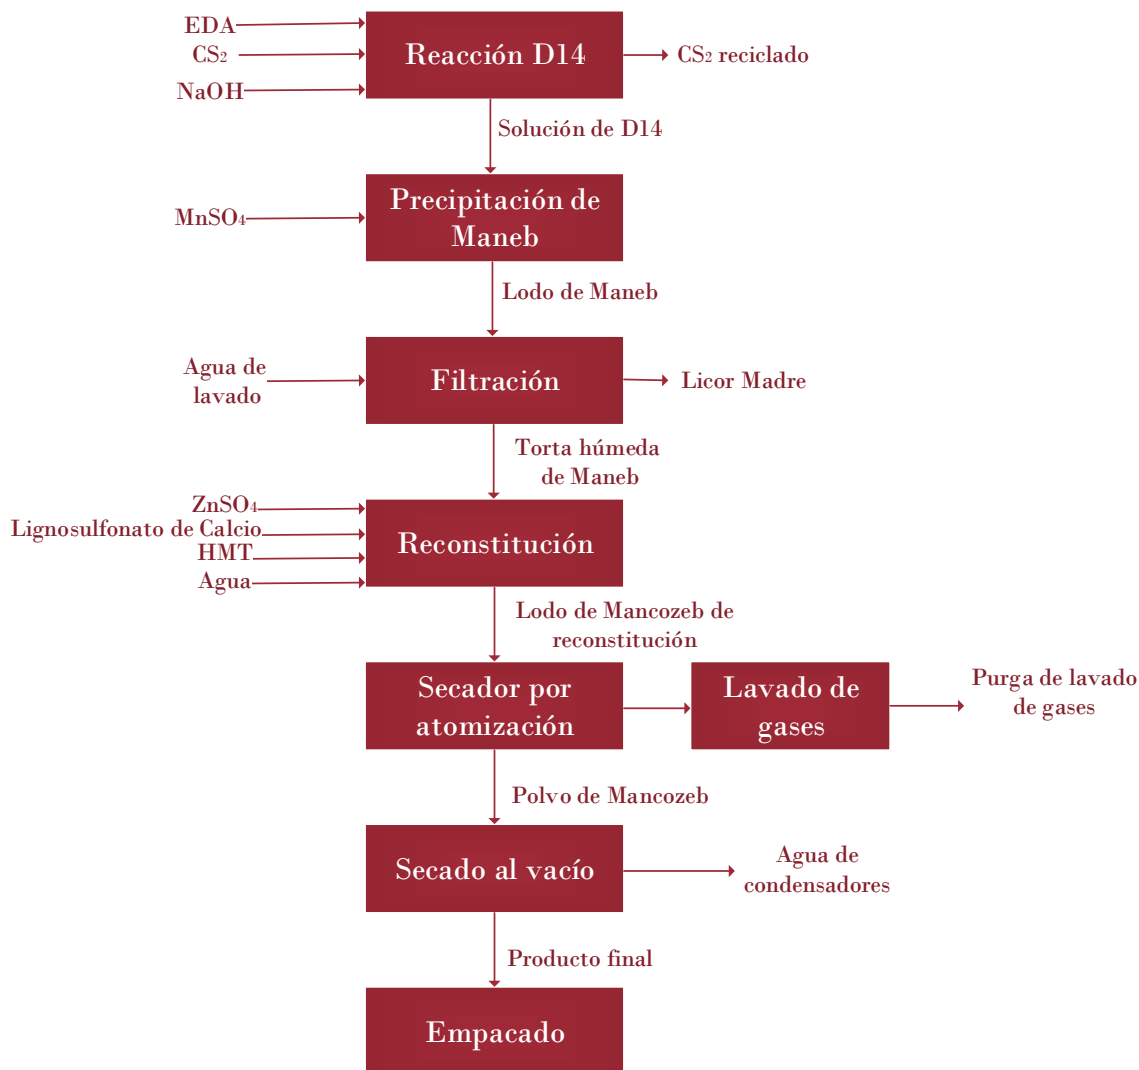 EDA
CS₂
NaOH
Reacción D14
CS₂ reciclado
Solución de D14
MnSO₄
Precipitación de
Maneb
Lodo de Maneb
Agua de
lavado
Filtración
Licor Madre
Torta húmeda
de Maneb
ZnSO₄
Lignosulfonato de Calcio
HMT
Agua
Reconstitución
Lodo de Mancozeb de
reconstitución
Secador por
atomización
Lavado de
gases
Purga de lavado
de gases
Polvo de Mancozeb
Secado al vacío
Agua de
condensadores
Producto final
Empacado